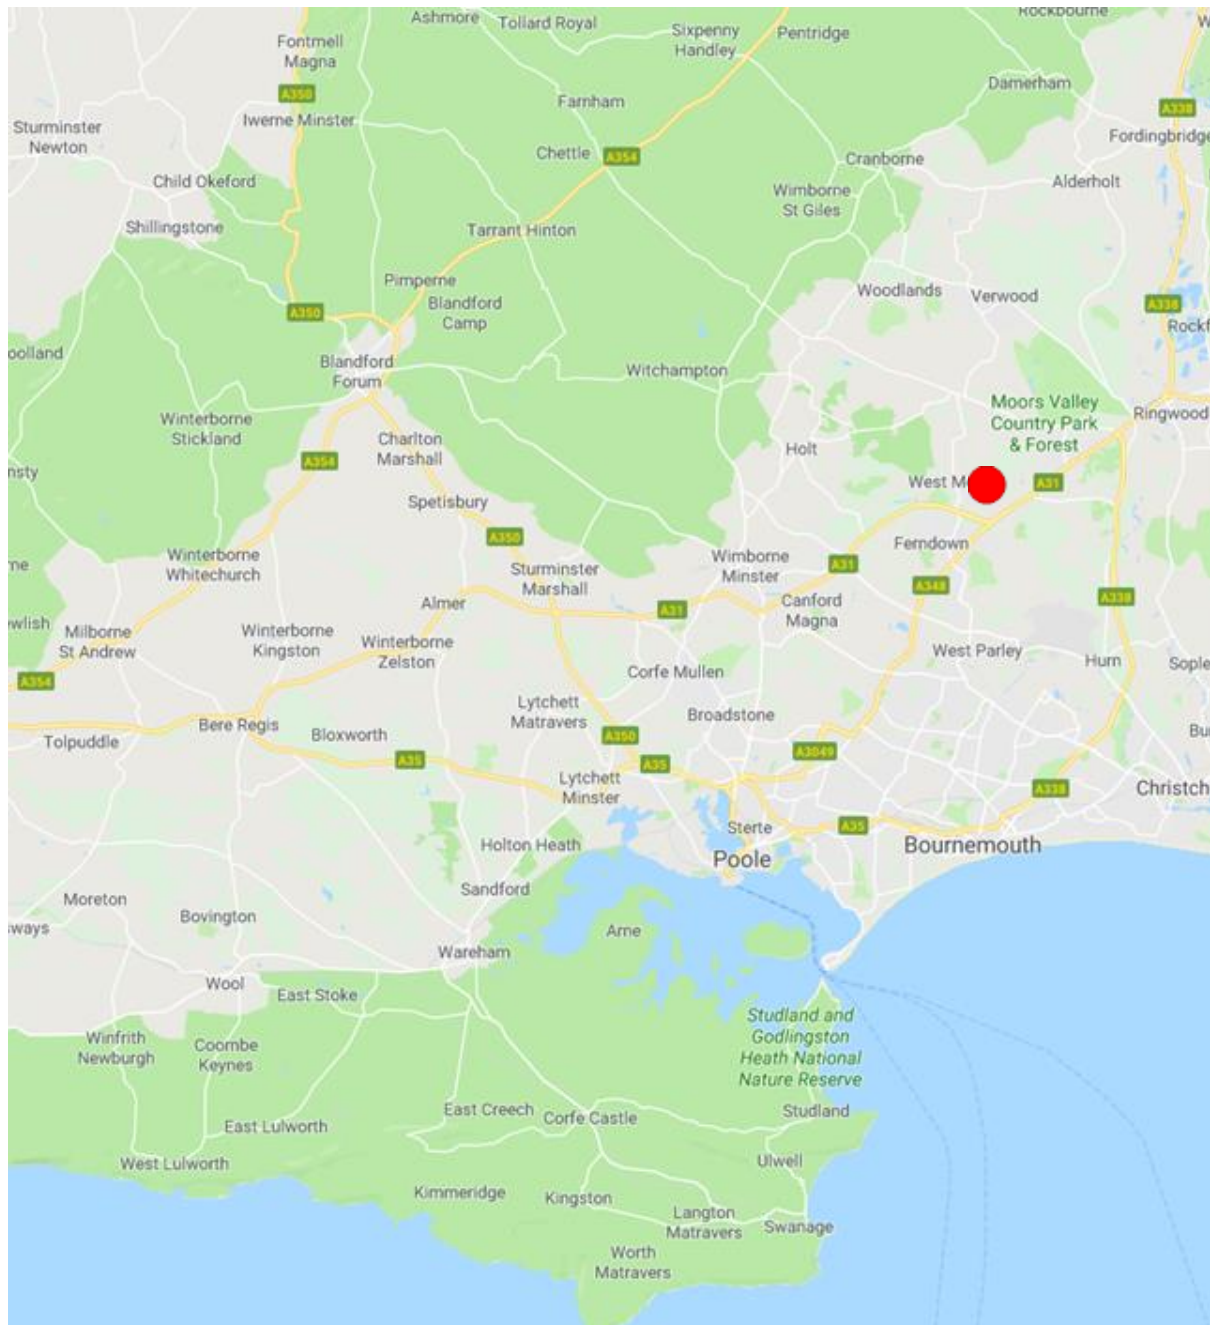 Ashmore
Tollard Royal
Sixpenny
Handley
Pentridge
Rockbourne
Fontmell
Magna
Damerham
A350
Farnham
A338
Iwerne Minster
Sturminster
Newton
Fordingbridge
Chettle
A354
Cranborne
Child Okeford
Alderholt
Wimborne
St Giles
Shillingstone
Tarrant Hinton
Pimperne
Woodlands
Verwood
Blandford
Camp
A350
A338
Rockf
oolland
Blandford
Forum
Witchampton
Moors Valley
Country Park
& Forest
Ringwood
Winterborne
Stickland
Charlton
Marshall
Holt
A354
nsty
West M
A31
Spetisbury
A350
Ferndown
Winterborne
Whitechurch
Sturminster
Marshall
Wimborne
Minster
A31
ne
A348
Almer
A31
Canford
Magna
A338
wlish
Milborne
St Andrew
Winterborne
Kingston
Winterborne
Zelston
West Parley
Hurn
Sople
A354
Corfe Mullen
Lytchett
Matravers
Broadstone
Bere Regis
Bloxworth
Tolpuddle
A350
Bu
A35
A35
A3049
Lytchett
Minster
A338
Christch
Sterte
A35
Holton Heath
Poole
Bournemouth
Sandford
Moreton
Bovington
sways
Arne
Wareham
Wool
East Stoke
Studland and
Godlingston
Heath National
Nature Reserve
Winfrith
Newburgh
Coombe
Keynes
East Creech
Corfe Castle
Studland
East Lulworth
West Lulworth
Ulwell
Kimmeridge
Kingston
Langton
Matravers
Swanage
Worth
Matravers